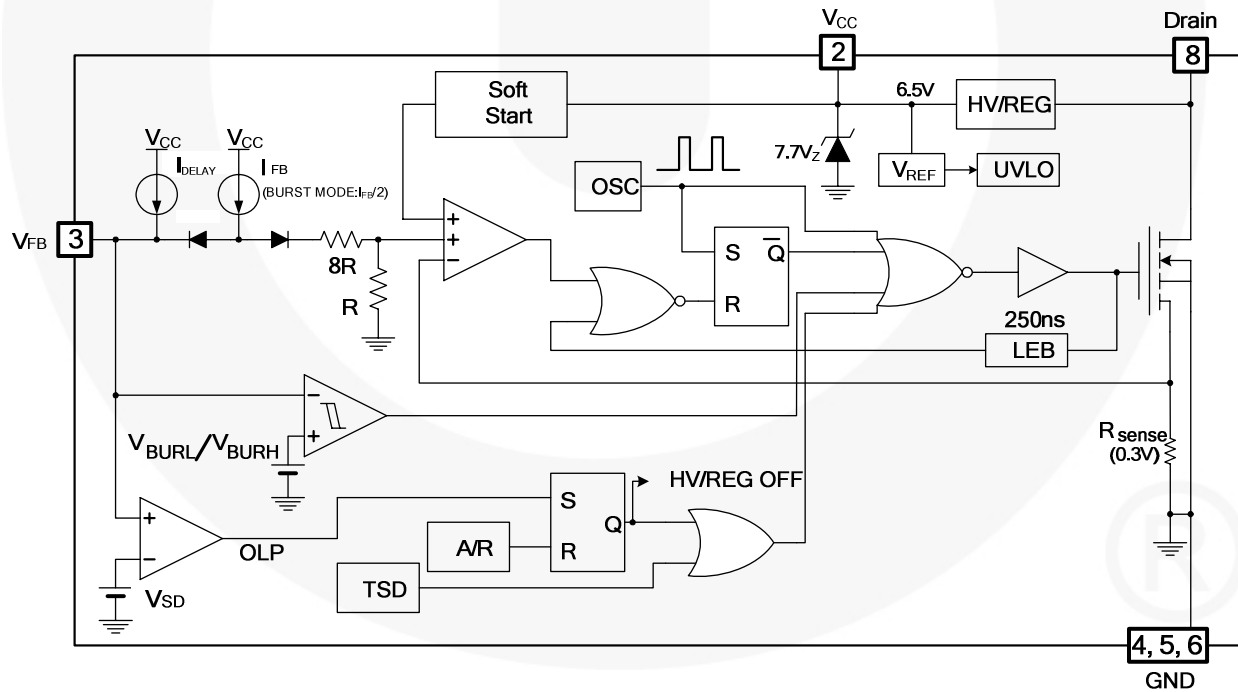 VCC
Drain
2
8
Soft
Start
6.5V
HV/REG
VCC
VCC
IDELAY
IFB
(BURST MODE:IFB/2)
7.7VZ
VREF
UVLO
OSC
VFB
3
8R
R
+
+
−
S
Q̅
R
250ns
LEB
−
+
VBURL/VBURH
Rsense
(0.3V)
HV/REG OFF
S
Q
R
A/R
+
−
OLP
VSD
TSD
®
4, 5, 6
GND